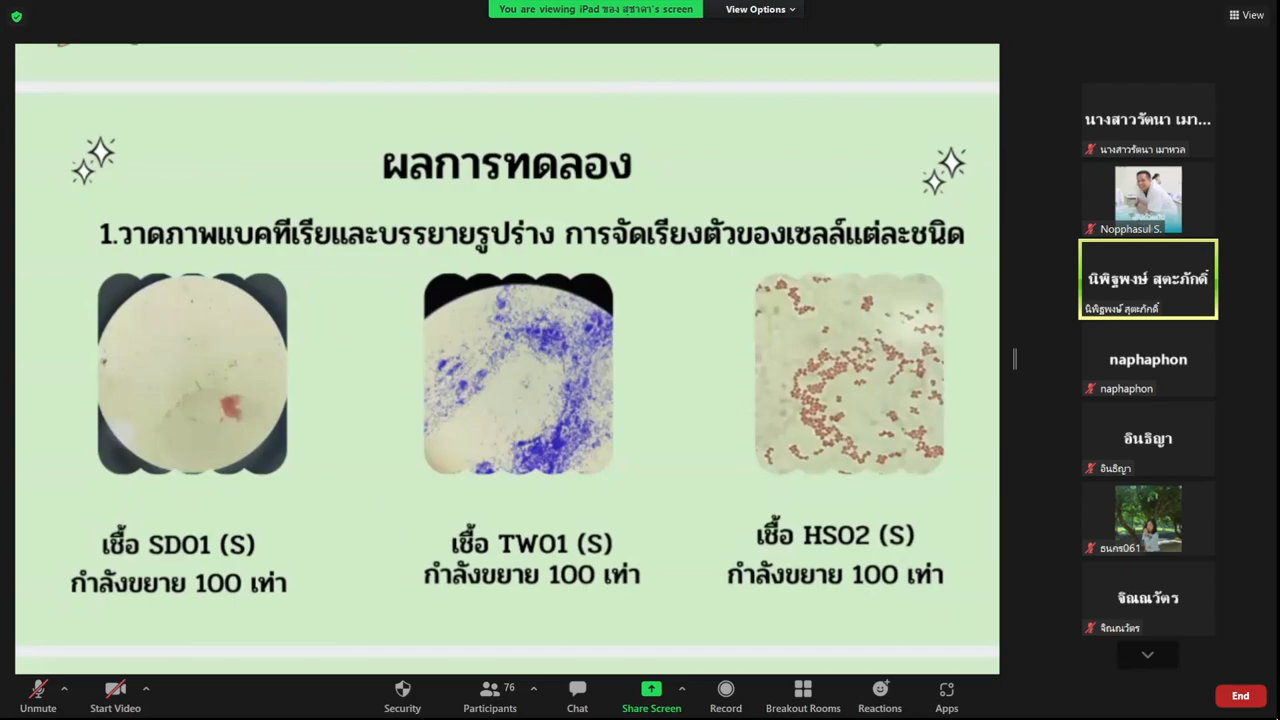 You are viewing iPad ของ สุชาดา's screen
View Options
View
ผลการทดลอง
1.วาดภาพแบคทีเรียและบรรยายรูปร่าง การจัดเรียงตัวของเซลล์แต่ละชนิด
เชื้อ SD01 (S)
กำลังขยาย 100 เท่า
เชื้อ TW01 (S)
กำลังขยาย 100 เท่า
เชื้อ HS02 (S)
กำลังขยาย 100 เท่า
นางสาววัตนา เมา...
นางสาวรัตนา เมาหวล
Nopphasul S.
นิพิฐพงษ์ สุตะภักดิ์
นิพิฐพงษ์ สุตะภักดิ์
naphaphon
naphaphon
อินธิญา
อินธิญา
ธนกร061
จิณณวัตร
จิณณวัตร
Unmute
Start Video
Security
76
Participants
Chat
Share Screen
Record
Breakout Rooms
Reactions
Apps
End